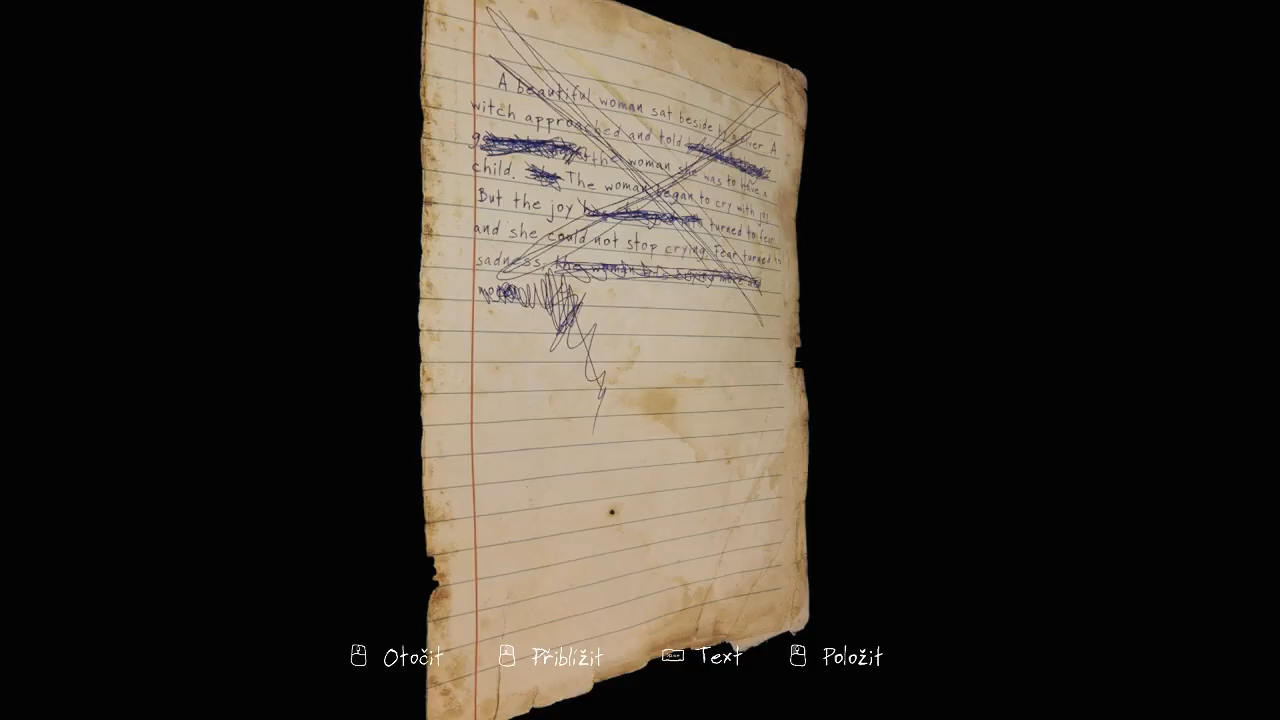 A beautiful woman sat beside a river. A
witch approached and told
the woman she was to have a
child. The woman began to cry with joy
But the joy turned to fear
and she could not stop crying. Fear turned to
sadness. the woman
Otočit Přiblížit Text Položit